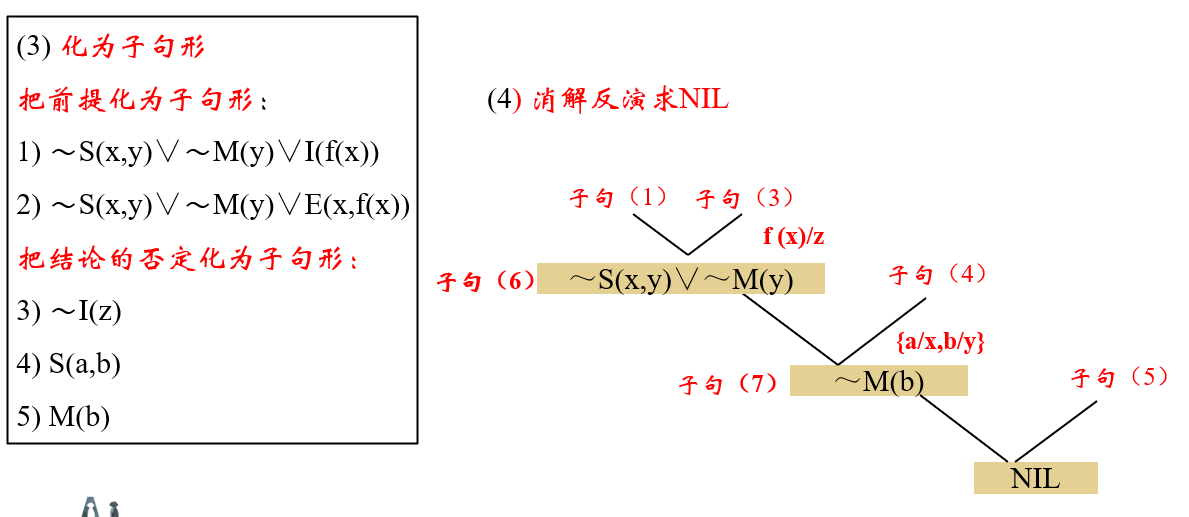 (3) 化为子句形
把前提化为子句形：
1) ～S(x,y)∨～M(y)∨I(f(x))
2) ～S(x,y)∨～M(y)∨E(x,f(x))
把结论的否定化为子句形：
3) ～I(z)
4) S(a,b)
5) M(b)
(4) 消解反演求NIL
子句（1） 子句（3）
f (x)/z
子句（6） ～S(x,y)∨～M(y)
子句（4）
{a/x,b/y}
子句（7） ～M(b)
子句（5）
NIL